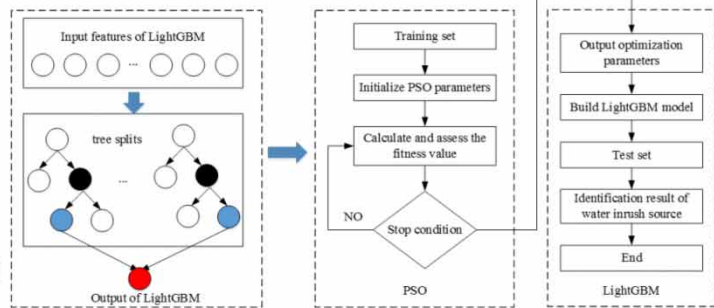 Input features of LightGBM
...
tree splits
...
Output of LightGBM
Training set
Initialize PSO parameters
Calculate and assess the
fitness value
NO
Stop condition
PSO
Output optimization
parameters
Build LightGBM model
Test set
Identification result of
water inrush source
End
LightGBM